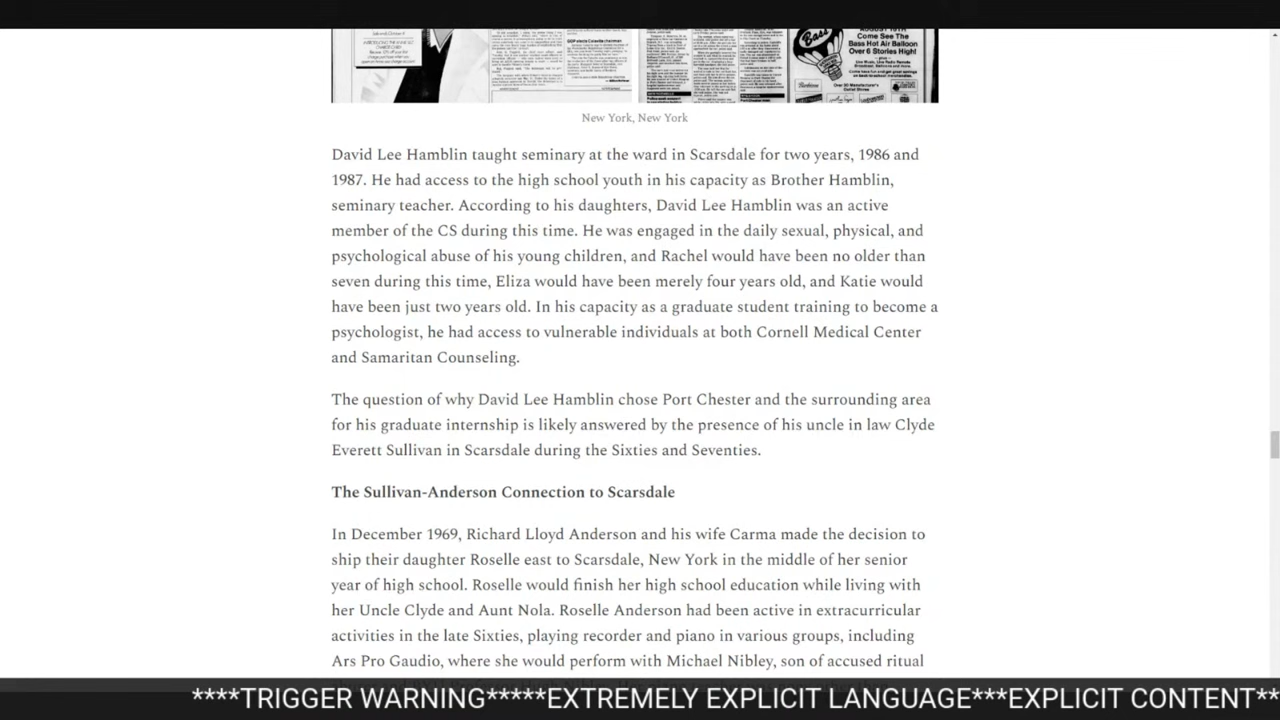 GOP elects Colorado chairman
AUGUST 16TH
Come See The
Bass Hot Air Balloon
Over 6 Stories High!
Bass
Over 30 Manufacturer's
Outlet Stores
New York, New York
David Lee Hamblin taught seminary at the ward in Scarsdale for two years, 1986 and
1987. He had access to the high school youth in his capacity as Brother Hamblin,
seminary teacher. According to his daughters, David Lee Hamblin was an active
member of the CS during this time. He was engaged in the daily sexual, physical, and
psychological abuse of his young children, and Rachel would have been no older than
seven during this time, Eliza would have been merely four years old, and Katie would
have been just two years old. In his capacity as a graduate student training to become a
psychologist, he had access to vulnerable individuals at both Cornell Medical Center
and Samaritan Counseling.
The question of why David Lee Hamblin chose Port Chester and the surrounding area
for his graduate internship is likely answered by the presence of his uncle in law Clyde
Everett Sullivan in Scarsdale during the Sixties and Seventies.
The Sullivan-Anderson Connection to Scarsdale
In December 1969, Richard Lloyd Anderson and his wife Carma made the decision to
ship their daughter Roselle east to Scarsdale, New York in the middle of her senior
year of high school. Roselle would finish her high school education while living with
her Uncle Clyde and Aunt Nola. Roselle Anderson had been active in extracurricular
activities in the late Sixties, playing recorder and piano in various groups, including
Ars Pro Gaudio, where she would perform with Michael Nibley, son of accused ritual
****TRIGGER WARNING*****EXTREMELY EXPLICIT LANGUAGE***EXPLICIT CONTENT**